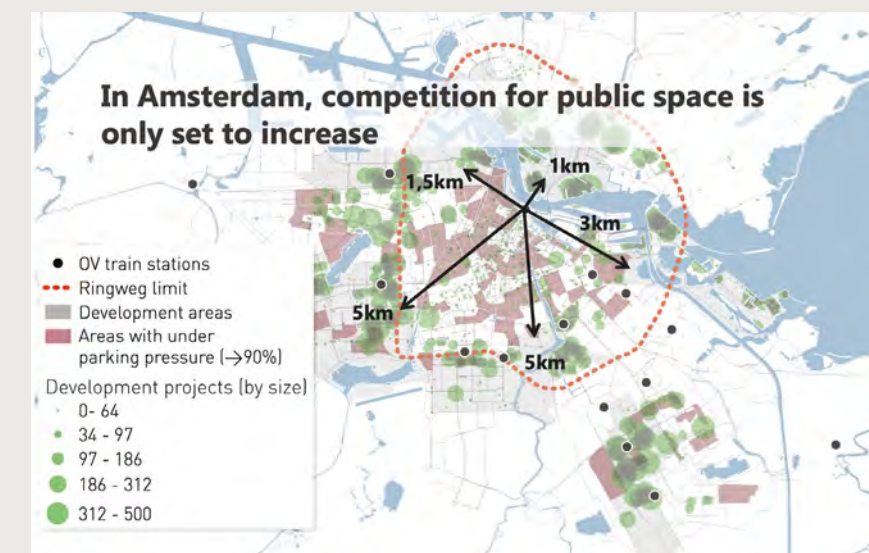 In Amsterdam, competition for public space is
only set to increase
1km
1,5km
3km
5km
5km
OV train stations
Ringweg limit
Development areas
Areas with under
parking pressure (→90%)
Development projects (by size)
0- 64
34 - 97
97 - 186
186 - 312
312 - 500